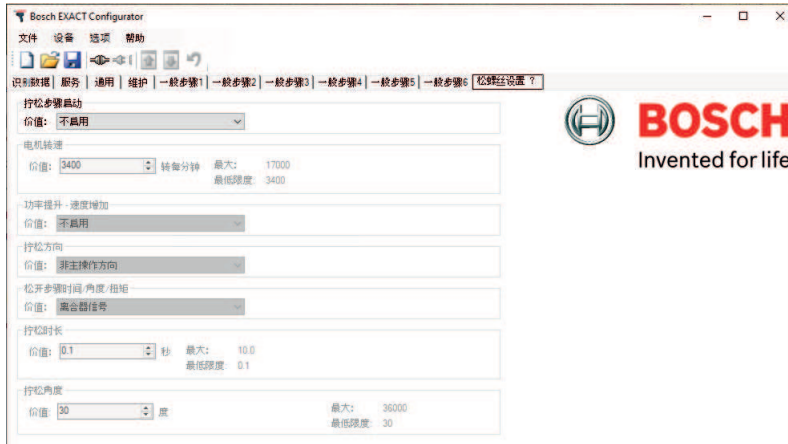 Bosch EXACT Configurator
文件 设备 选项 帮助
识别数据 服务 通用 维护 一般步骤1 一般步骤2 一般步骤3 一般步骤4 一般步骤5 一般步骤6 松螺丝设置 ?
拧松步骤启动
价值: 不启用
BOSCH
Invented for life
电机转速
价值: 3400 转每分钟 最大: 17000
最低限度: 3400
功率提升 - 速度增加
价值: 不启用
拧松方向
价值: 非主操作方向
松开步骤时间/角度/扭矩
价值: 离合器信号
拧松时长
价值: 0.1 秒 最大: 10.0
最低限度 0.1
拧松角度
价值: 30 度 最大: 36000
最低限度: 30